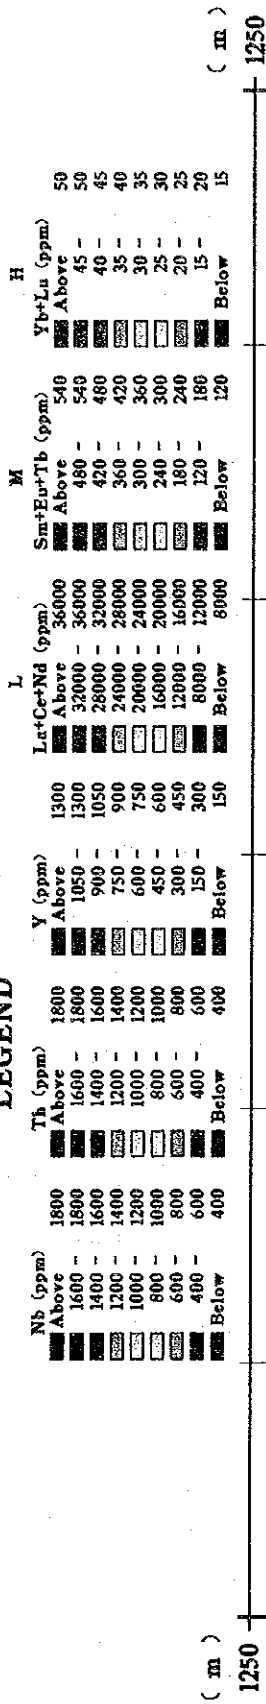 LEGEND
Nb (ppm) Th (ppm) Y (ppm) L La+Ce+Nd (ppm) M Sm+Eu+Tb (ppm) H Yb+Lu (ppm)
Above 1800 Above 1800 Above 1300 Above 36000 Above 540 Above 50
1600 - 1800 1600 - 1800 1050 - 1300 32000 - 36000 480 - 540 45 - 50
1400 - 1600 1400 - 1600 900 - 1050 28000 - 32000 420 - 480 40 - 45
1200 - 1400 1200 - 1400 750 - 900 24000 - 28000 360 - 420 35 - 40
1000 - 1200 1000 - 1200 600 - 750 20000 - 24000 300 - 360 30 - 35
800 - 1000 800 - 1000 450 - 600 16000 - 20000 240 - 300 25 - 30
600 - 800 600 - 800 300 - 450 12000 - 16000 180 - 240 20 - 25
400 - 600 400 - 600 150 - 300 8000 - 12000 120 - 180 15 - 20
Below 400 Below 400 Below 150 Below 8000 Below 120 Below 15
( m ) ( m )
1250 1250